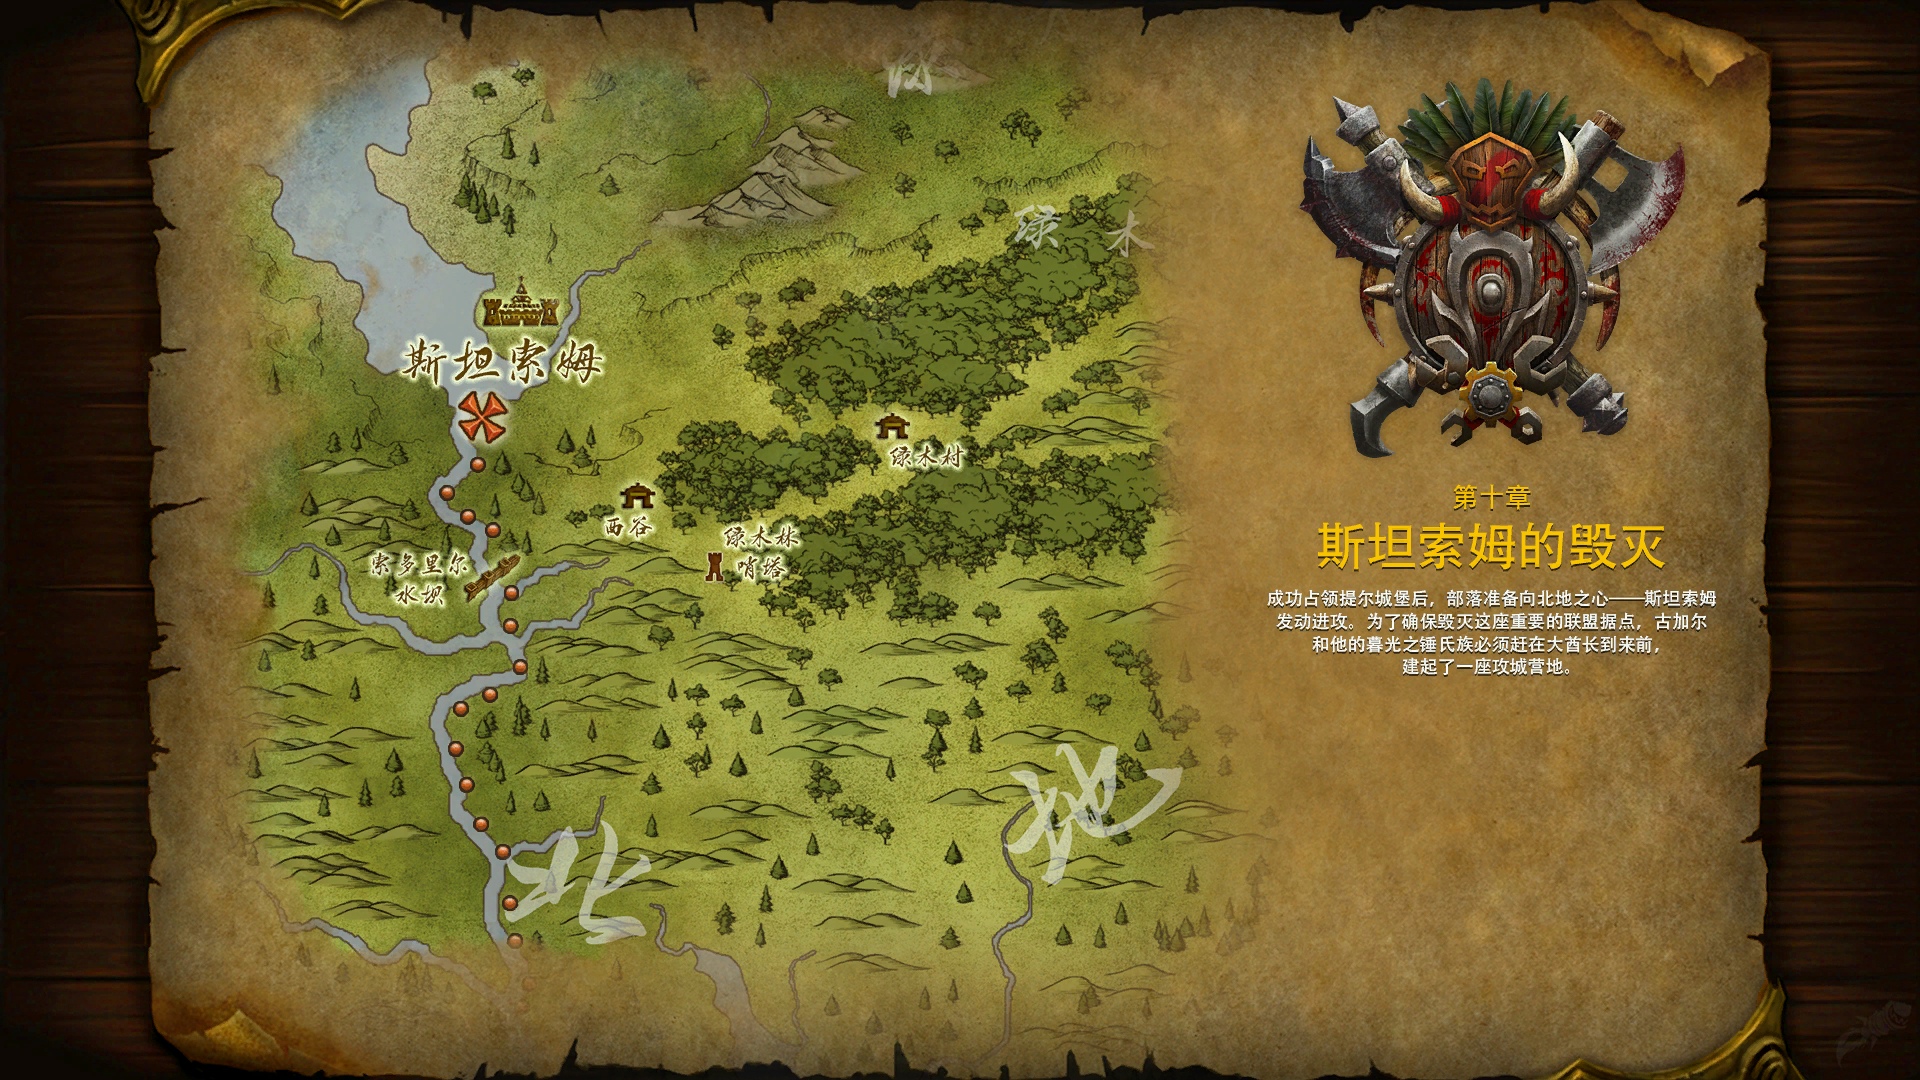 绿
木
斯坦索姆
绿木村
西谷
绿木林
哨塔
索多里尔
水坝
北
地
第十章
斯坦索姆的毁灭
成功占领提尔城堡后，部落准备向北地之心——斯坦索姆
发动进攻。为了确保毁灭这座重要的联盟据点，古加尔
和他的暮光之锤氏族必须赶在大酋长到来前，
建起了一座攻城营地。